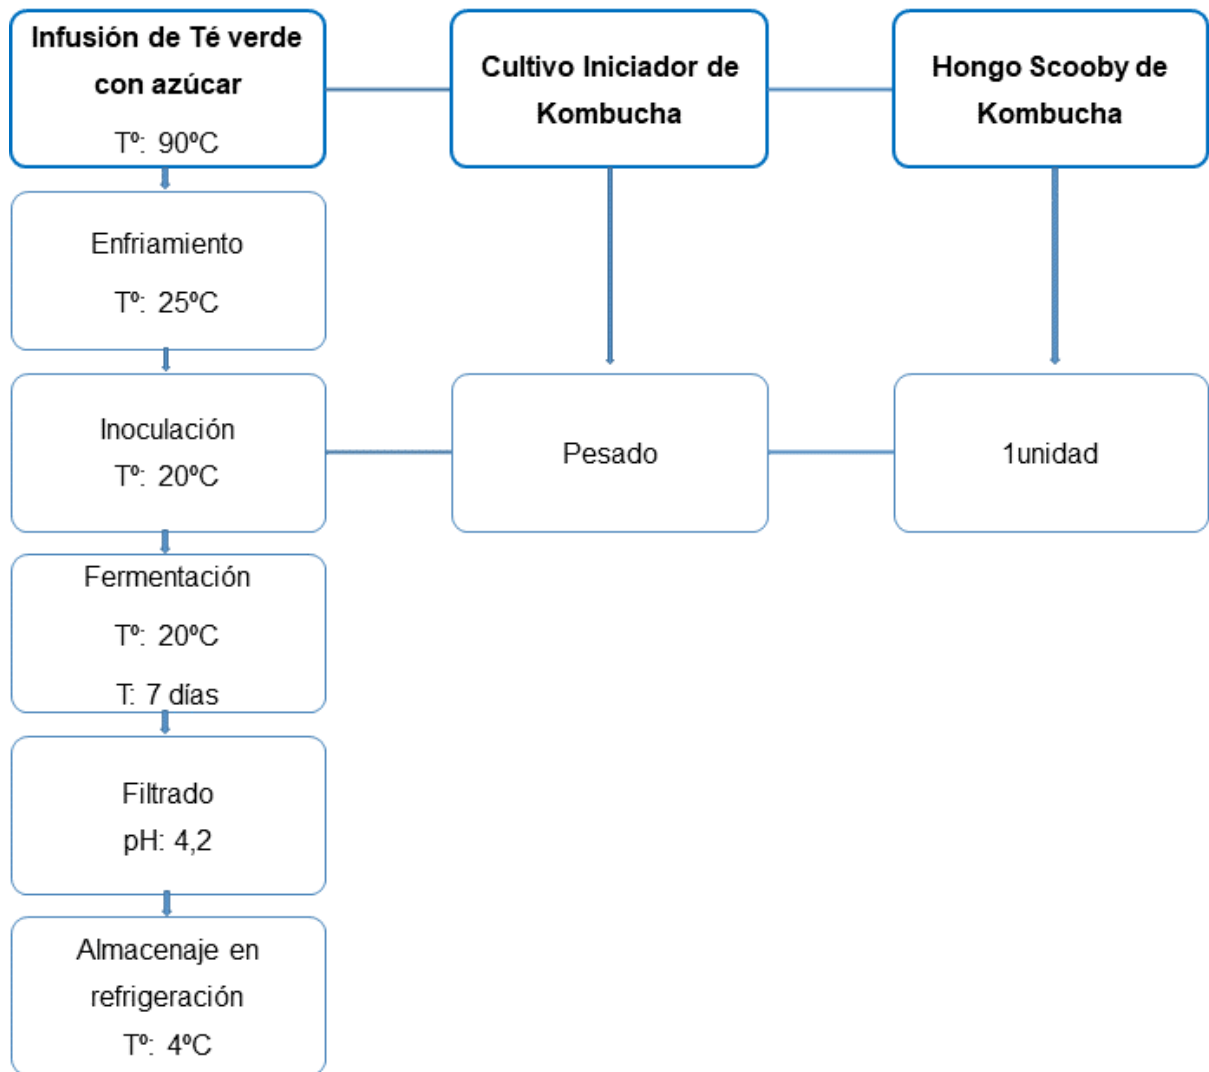 Infusión de Té verde
con azúcar
Tº: 90ºC
Cultivo Iniciador de
Kombucha
Hongo Scooby de
Kombucha
Enfriamiento
Tº: 25ºC
Inoculación
Tº: 20ºC
Pesado
1unidad
Fermentación
Tº: 20ºC
T: 7 días
Filtrado
pH: 4,2
Almacenaje en
refrigeración
Tº: 4ºC